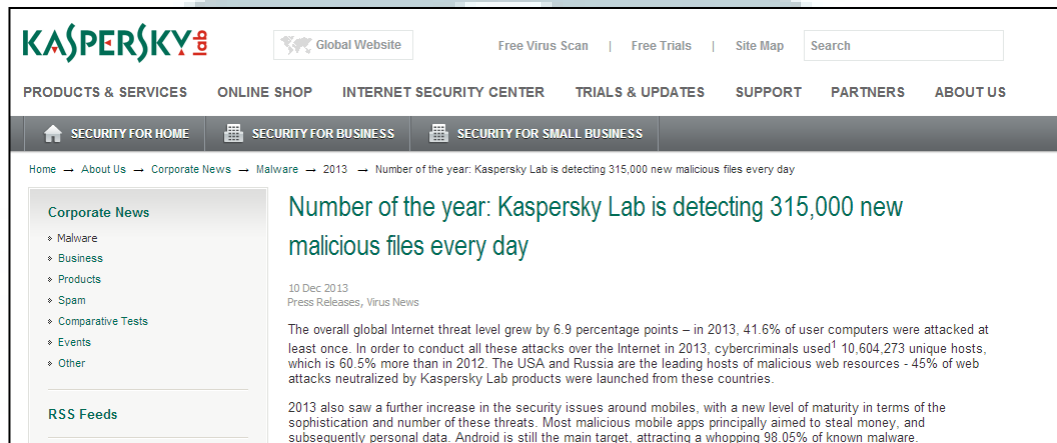 KASPERSKY lab
Global Website
Free Virus Scan | Free Trials | Site Map
Search
PRODUCTS & SERVICES ONLINE SHOP INTERNET SECURITY CENTER TRIALS & UPDATES SUPPORT PARTNERS ABOUT US
SECURITY FOR HOME SECURITY FOR BUSINESS SECURITY FOR SMALL BUSINESS
Home → About Us → Corporate News → Malware → 2013 → Number of the year: Kaspersky Lab is detecting 315,000 new malicious files every day
Corporate News
» Malware
» Business
» Products
» Spam
» Comparative Tests
» Events
» Other
RSS Feeds
Number of the year: Kaspersky Lab is detecting 315,000 new
malicious files every day
10 Dec 2013
Press Releases, Virus News
The overall global Internet threat level grew by 6.9 percentage points – in 2013, 41.6% of user computers were attacked at
least once. In order to conduct all these attacks over the Internet in 2013, cybercriminals used¹ 10,604,273 unique hosts,
which is 60.5% more than in 2012. The USA and Russia are the leading hosts of malicious web resources - 45% of web
attacks neutralized by Kaspersky Lab products were launched from these countries.
2013 also saw a further increase in the security issues around mobiles, with a new level of maturity in terms of the
sophistication and number of these threats. Most malicious mobile apps principally aimed to steal money, and
subsequently personal data. Android is still the main target, attracting a whopping 98.05% of known malware.